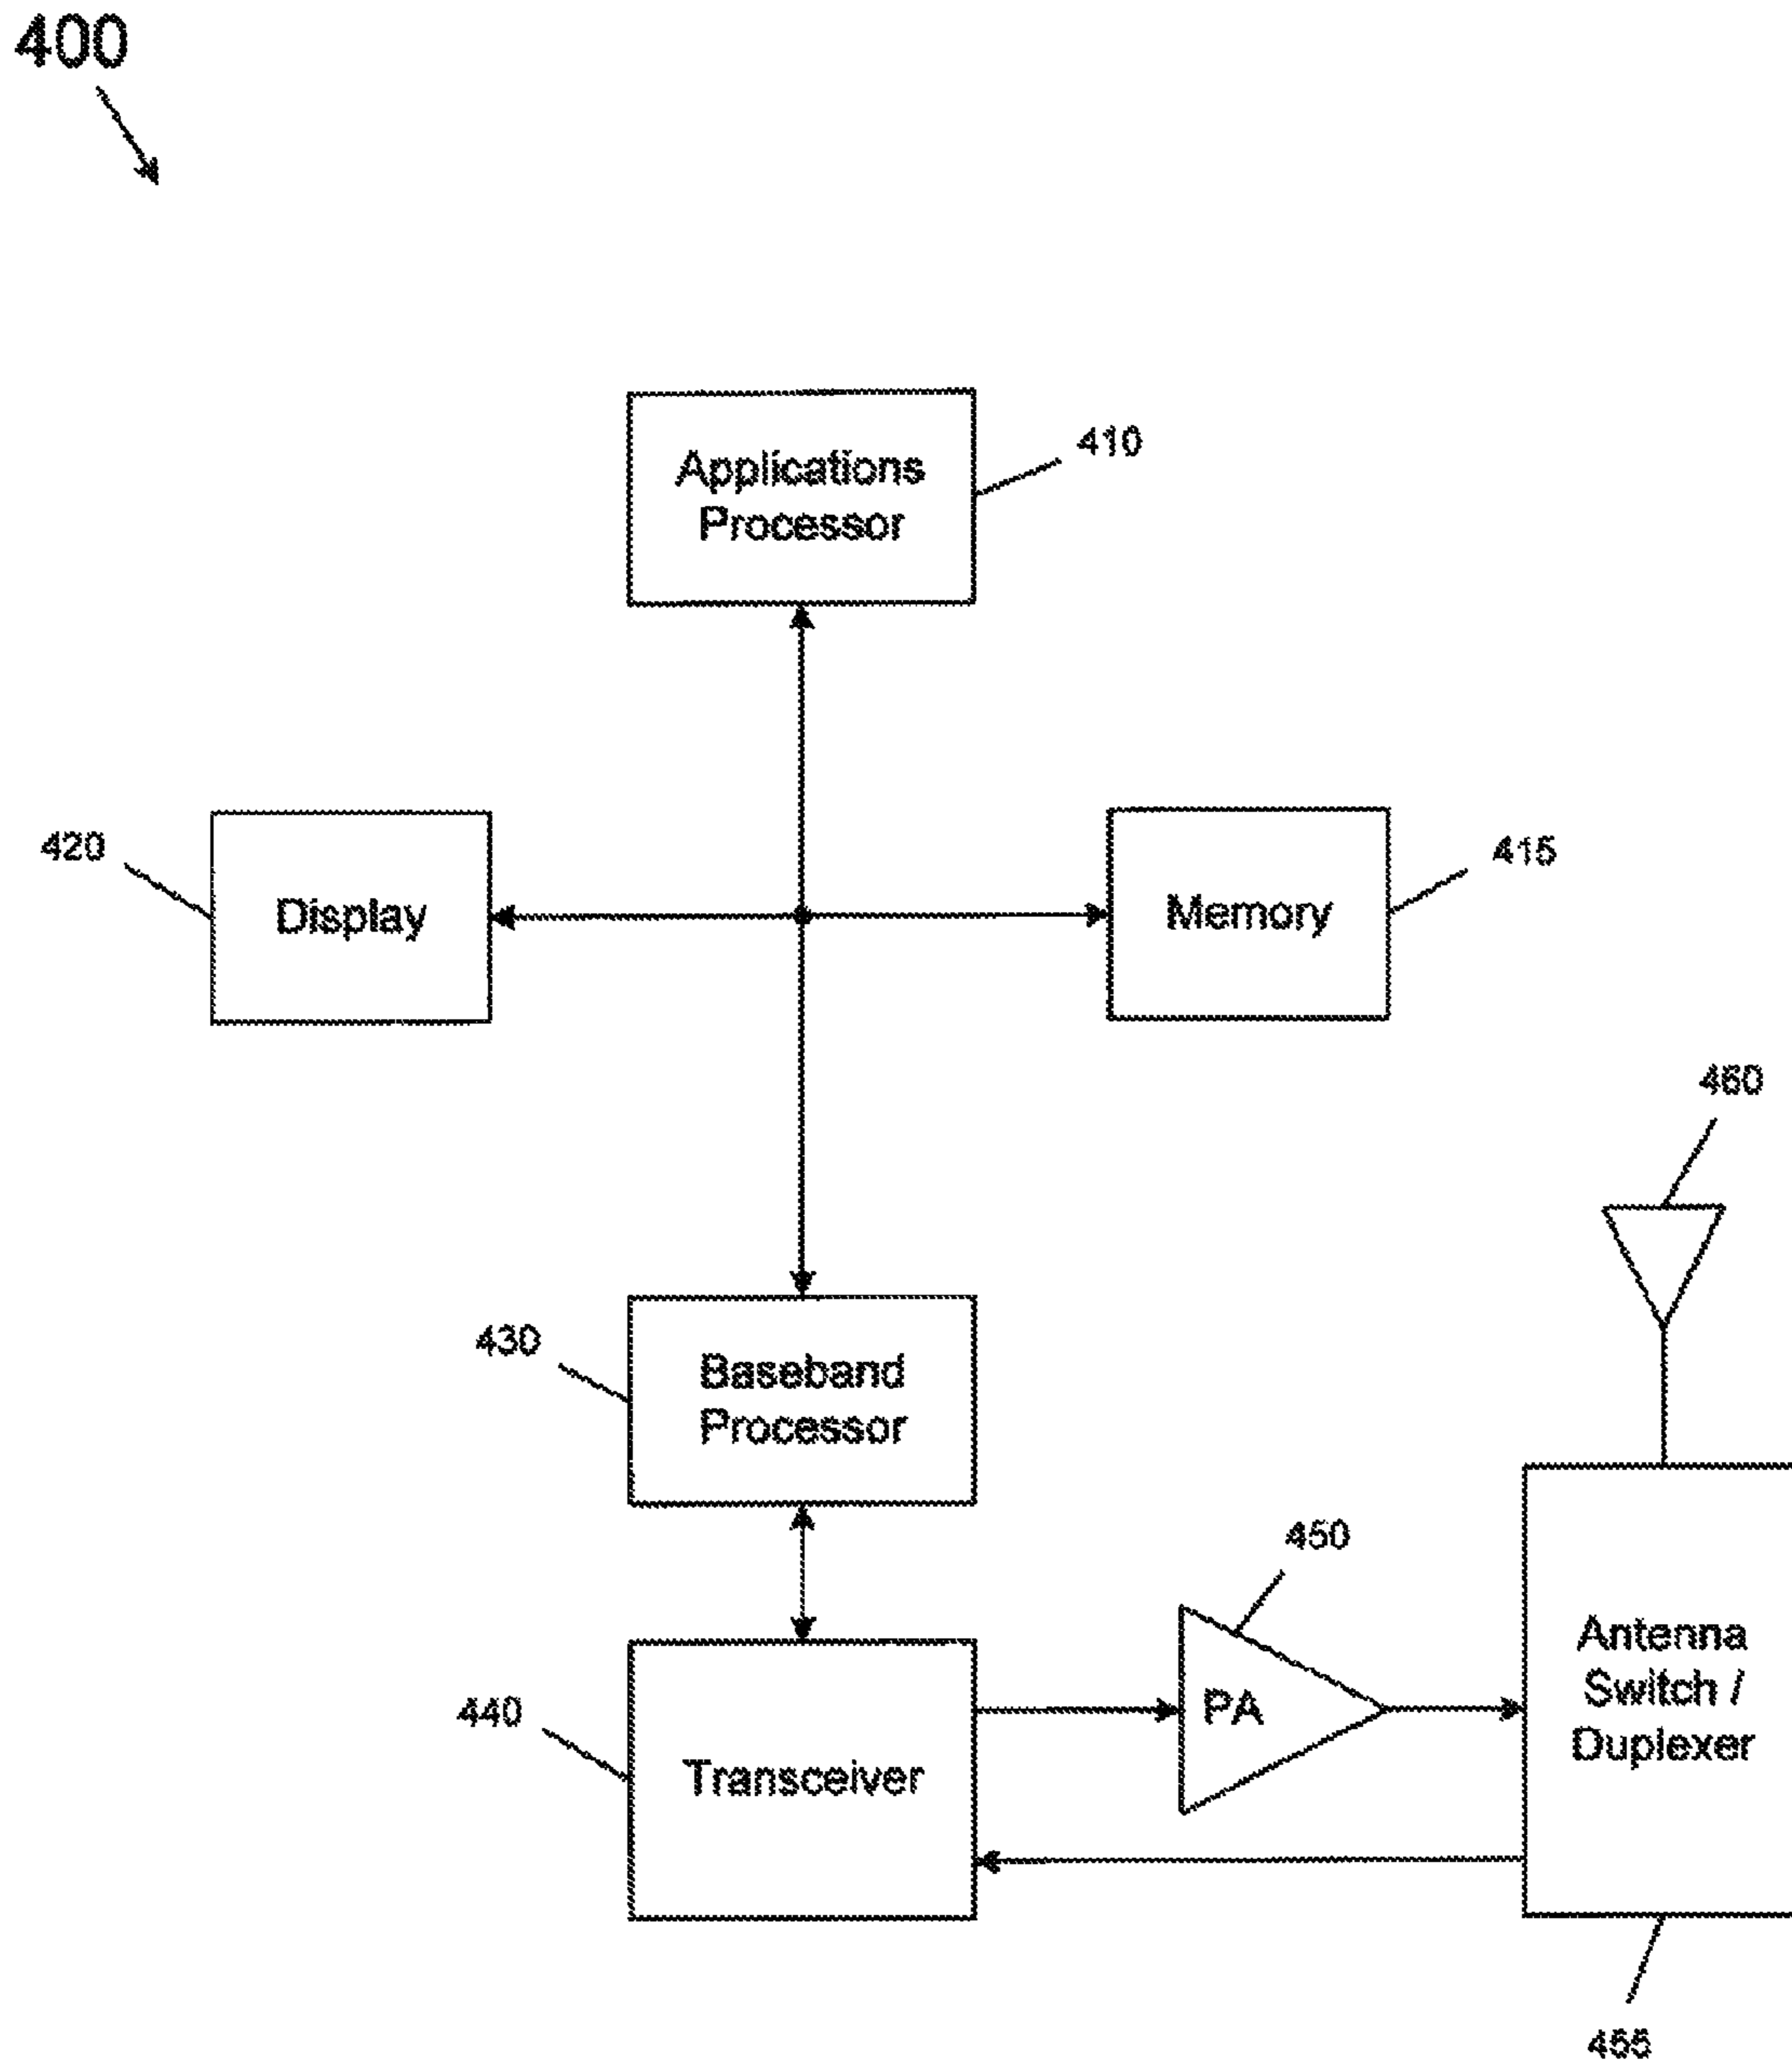 400
Applications
Processor
410
420
Display
Memory
415
460
430
Baseband
Processor
450
Antenna
Switch /
Duplexer
PA
440
Transceiver
455